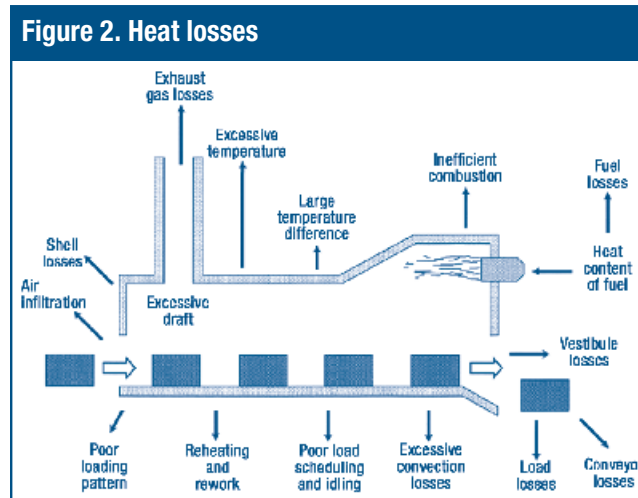 Figure 2. Heat losses
Exhaust
gas losses
Excessive
temperature
Inefficient
combustion
Fuel
losses
Large
temperature
difference
Shell
losses
Heat
content
of fuel
Air
infiltration
Excessive
draft
Vestibule
losses
Poor
loading
pattern
Reheating
and
rework
Poor load
scheduling
and idling
Excessive
convection
losses
Load
losses
Conveyo
losses